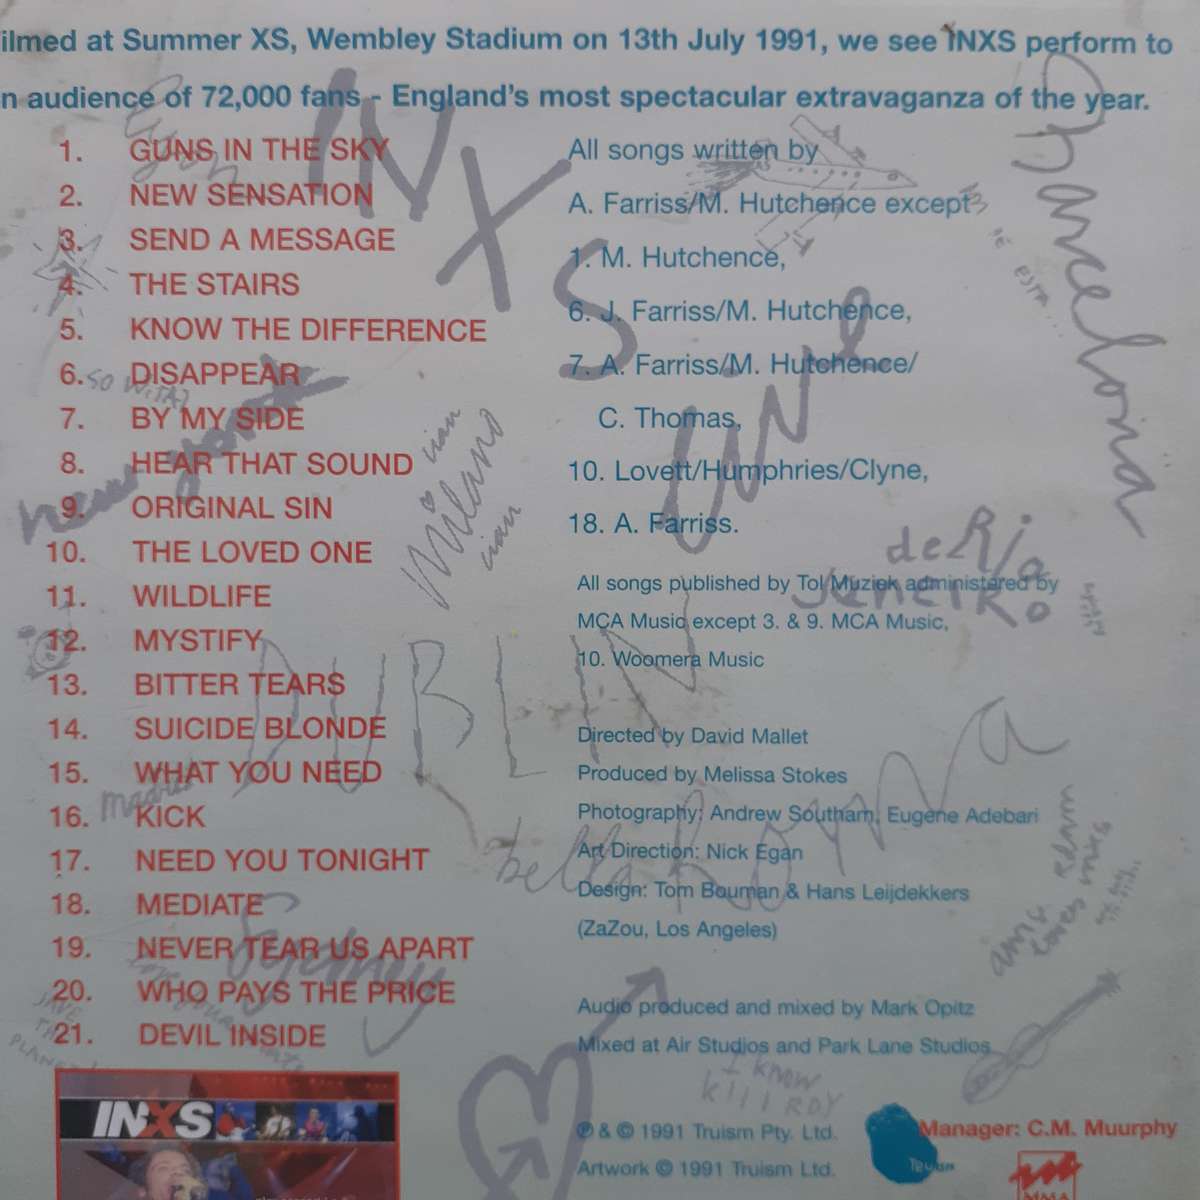 ilmed at Summer XS, Wembley Stadium on 13th July 1991, we see INXS perform to
n audience of 72,000 fans - England's most spectacular extravaganza of the year.
1. GUNS IN THE SKY
2. NEW SENSATION
3. SEND A MESSAGE
4. THE STAIRS
5. KNOW THE DIFFERENCE
6. DISAPPEAR
7. BY MY SIDE
8. HEAR THAT SOUND
9. ORIGINAL SIN
10. THE LOVED ONE
11. WILDLIFE
12. MYSTIFY
13. BITTER TEARS
14. SUICIDE BLONDE
15. WHAT YOU NEED
16. KICK
17. NEED YOU TONIGHT
18. MEDIATE
19. NEVER TEAR US APART
20. WHO PAYS THE PRICE
21. DEVIL INSIDE
All songs written by
A. Farriss/M. Hutchence except
1. M. Hutchence,
6. J. Farriss/M. Hutchence,
7. A. Farriss/M. Hutchence/
C. Thomas,
10. Lovett/Humphries/Clyne,
18. A. Farriss.
All songs published by Tol Muziek administered by
MCA Music except 3. & 9. MCA Music,
10. Woomera Music
Directed by David Mallet
Produced by Melissa Stokes
Photography: Andrew Southam, Eugene Adebari
Art Direction: Nick Egan
Design: Tom Bouman & Hans Leijdekkers
(ZaZou, Los Angeles)
Audio produced and mixed by Mark Opitz
Mixed at Air Studios and Park Lane Studios
℗ & © 1991 Truism Pty. Ltd.
Artwork © 1991 Truism Ltd.
Manager: C.M. Muurphy
MMA
INXS
INXS
Live
Barcelona
new york
ciao
Milano
ciao
de Rio
Janeiro
DUBLIN
madrid
bella Roma
Sydney
I know
kill ROY